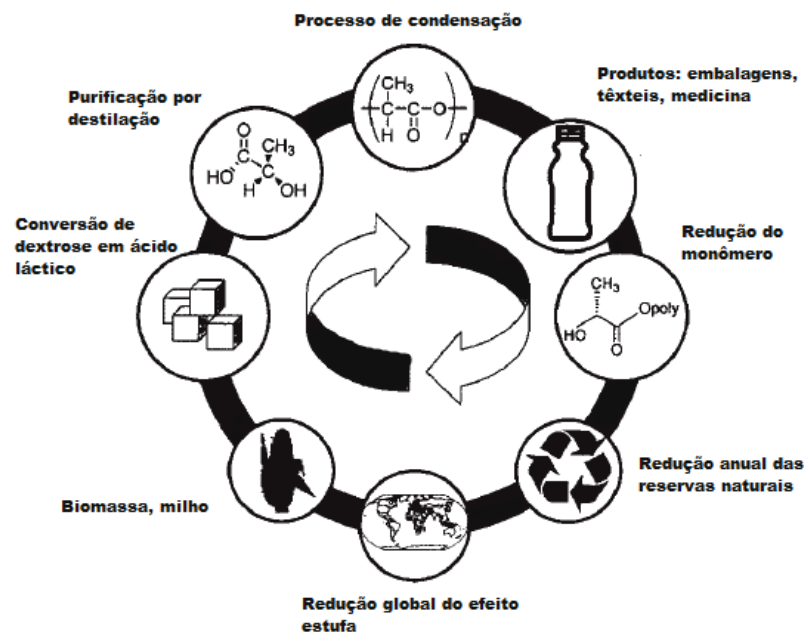 Processo de condensação
Produtos: embalagens,
têxteis, medicina
Purificação por
destilação
CH₃
C
C
O
n
H
O
O
C
CH₃
HO
C
H
OH
Conversão de
dextrose em ácido
láctico
Redução do
monômero
CH₃
Opoly
HO
O
Redução anual das
reservas naturais
Biomassa, milho
Redução global do efeito
estufa